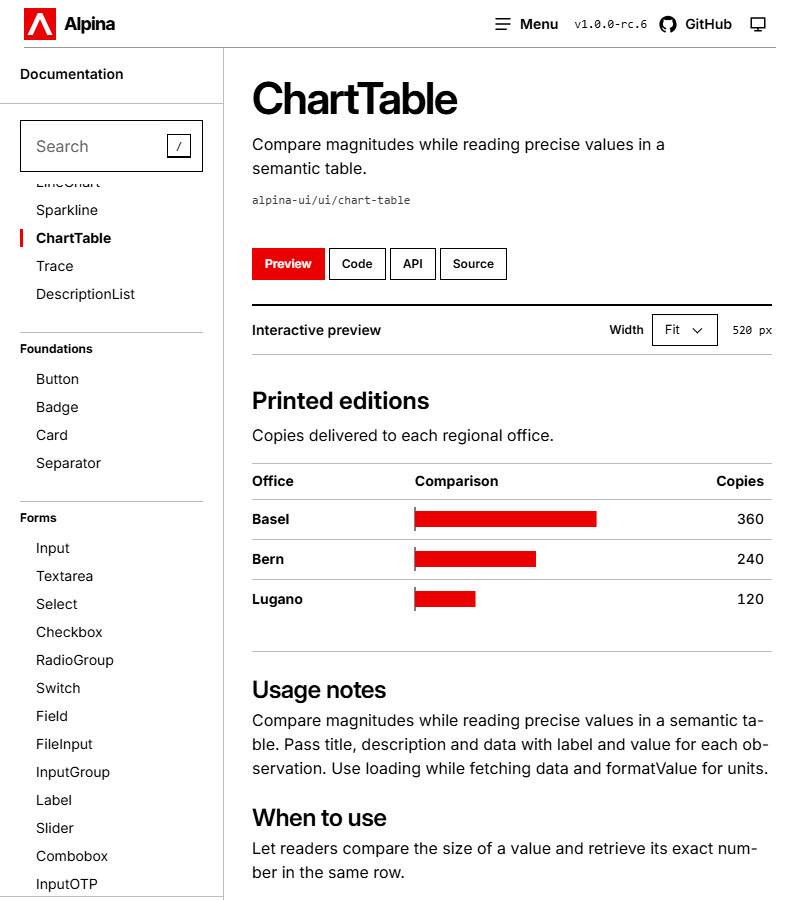 Alpina
Menu
v1.0.0-rc.6
GitHub
Documentation
Search
/
LineChart
Sparkline
ChartTable
Trace
DescriptionList
Foundations
Button
Badge
Card
Separator
Forms
Input
Textarea
Select
Checkbox
RadioGroup
Switch
Field
FileInput
InputGroup
Label
Slider
Combobox
InputOTP
ChartTable
Compare magnitudes while reading precise values in a
semantic table.
alpina-ui/ui/chart-table
Preview
Code
API
Source
Interactive preview
Width
Fit
520 px
Printed editions
Copies delivered to each regional office.
Office Comparison Copies
Basel 360
Bern 240
Lugano 120
Usage notes
Compare magnitudes while reading precise values in a semantic ta-
ble. Pass title, description and data with label and value for each ob-
servation. Use loading while fetching data and formatValue for units.
When to use
Let readers compare the size of a value and retrieve its exact num-
ber in the same row.